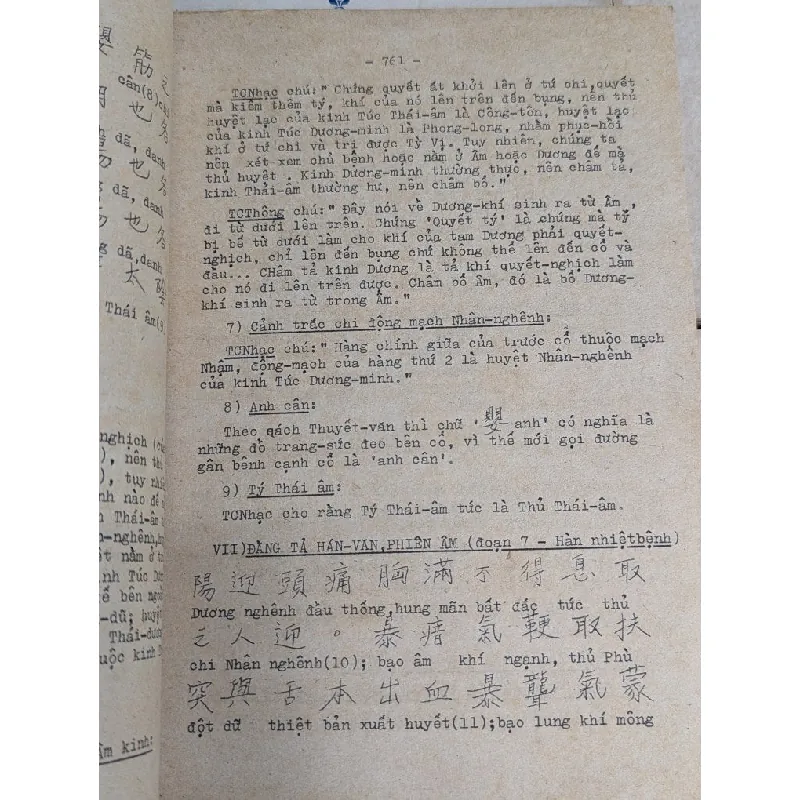 - 761 -
TCNhạc chú:" Chứng quyết ắt khởi lên ở tứ chi,quyết
mà kiêm thêm tý, khí của nó lên trên đến bụng, nên thủ
huyệt lạc của kinh Túc Thái-âm là Công-tôn, huyệt lạc
của kinh Túc Dương-minh là Phong-long, nhằm phục-hồi
khí ở tứ chi và trị được Tỳ Vị. Tuy nhiên, chúng ta
nên xét xem chủ bệnh hoặc nằm ở Âm hoặc Dương để mà
thủ huyệt . Kinh Dương-minh thường thực, nên châm tả,
kinh Thái-âm thường hư, nên châm bổ."
TCThông chú:" Đây nói về Dương-khí sinh ra từ Âm ,
đi từ dưới lên trên. Chứng 'Quyết tý' là chứng mà tý
bị bế từ dưới làm cho khí của tam Dương phải quyết-
nghịch, chỉ lên đến bụng chứ không thể lên đến cổ và
đầu... CHâm tả kinh Dương là tả khí quyết-nghịch làm
cho nó đi lên trên được. Châm bổ Âm, đó là bổ Dương-
khí sinh ra từ trong Âm."
7) Cảnh trắc chi động mạch Nhân-nghênh:
TCNhạc chú:" Hàng chính giữa của trước cổ thuộc mạch
Nhậm, động-mạch của hàng thứ 2 là huyệt Nhân-nghênh
của kinh Túc Dương-minh."
8) Anh cân:
Theo sách Thuyết-văn thì chữ '嬰 anh' có nghĩa là
những đồ trang-sức đeo bên cổ, vì thế mới gọi đường
gân bênh cạnh cổ là 'anh cân'.
9) Tý Thái âm:
TCNhạc cho rằng Tý Thái-âm tức là Thủ Thái-âm.
VII)ĐẰNG TẢ HÁN-VĂN,PHIÊN ÂM (đoạn 7 - Hàn nhiệtbệnh)
陽 迎 頭 痛 胸 滿 不 得 息 取
Dương nghênh đầu thống,hung mãn bất đắc tức thủ
之 人 迎 。 暴 瘖 氣 鞕 取 扶
chi Nhân nghênh(10); bạo âm khí ngạnh, thủ Phù
突 與 舌 本 出 血 暴 聾 氣 蒙
đột dữ thiệt bản xuất huyết(11);bạo lung khí mông